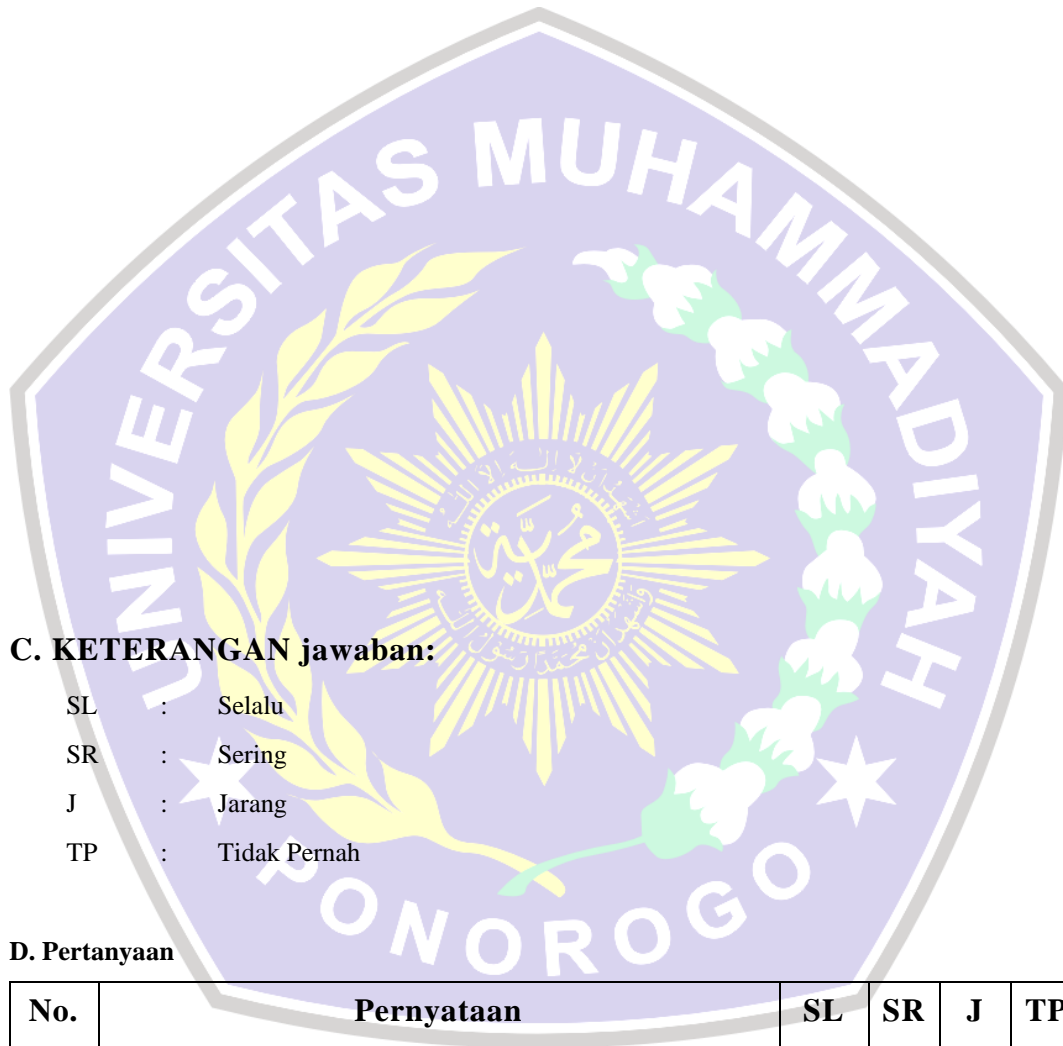 UNIVERSITAS MUHAMMADIYAH
PONOROGO
C. KETERANGAN jawaban:
SL : Selalu
SR : Sering
J : Jarang
TP : Tidak Pernah
D. Pertanyaan
No. Pernyataan SL SR J TP